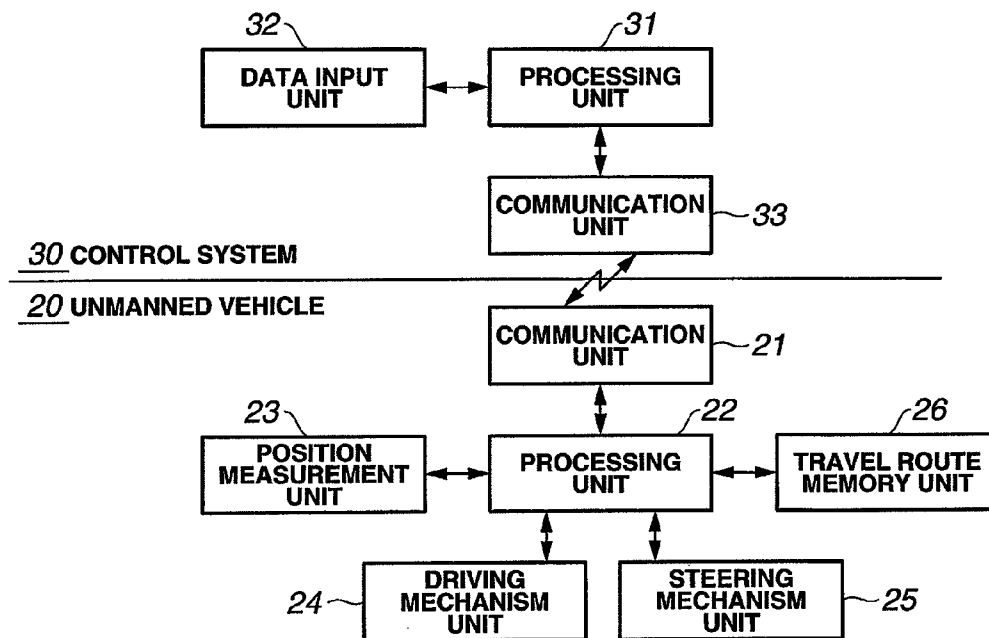 32
31
DATA INPUT
UNIT
PROCESSING
UNIT
COMMUNICATION
UNIT
33
30 CONTROL SYSTEM
20 UNMANNED VEHICLE
COMMUNICATION
UNIT
21
23
22
26
POSITION
MEASUREMENT
UNIT
PROCESSING
UNIT
TRAVEL ROUTE
MEMORY UNIT
24
DRIVING
MECHANISM
UNIT
STEERING
MECHANISM
UNIT
25